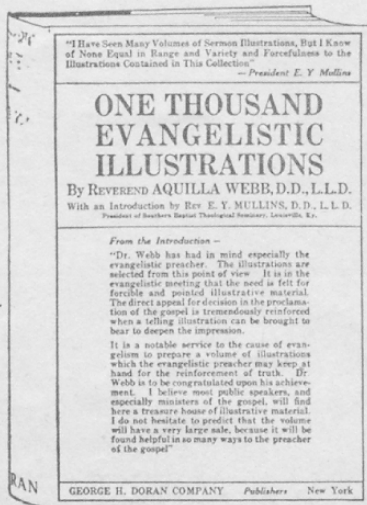 "I Have Seen Many Volumes of Sermon Illustrations, But I Know
of None Equal in Range and Variety and Forcefulness to the
Illustrations Contained in This Collection"
—President E. Y. Mullins
ONE THOUSAND
EVANGELISTIC
ILLUSTRATIONS
By REVEREND AQUILLA WEBB, D.D., L.L.D.
With an Introduction by REV. E. Y. MULLINS, D. D., L. L. D.
President of Southern Baptist Theological Seminary, Louisville, Ky.
From the Introduction —
"Dr. Webb has had in mind especially the
evangelistic preacher. The illustrations are
selected from this point of view It is in the
evangelistic meeting that the need is felt for
forcible and pointed illustrative material.
The direct appeal for decision in the proclama-
tion of the gospel is tremendously reinforced
when a telling illustration can be brought to
bear to deepen the impression.
It is a notable service to the cause of evan-
gelism to prepare a volume of illustrations
which the evangelistic preacher may keep at
hand for the reinforcement of truth. Dr.
Webb is to be congratulated upon his achieve-
ment. I believe most public speakers, and
especially ministers of the gospel, will find
here a treasure house of illustrative material.
I do not hesitate to predict that the volume
will have a very large sale, because it will be
found helpful in so many ways to the preacher
of the gospel"
RAN
GEORGE H. DORAN COMPANY Publishers New York